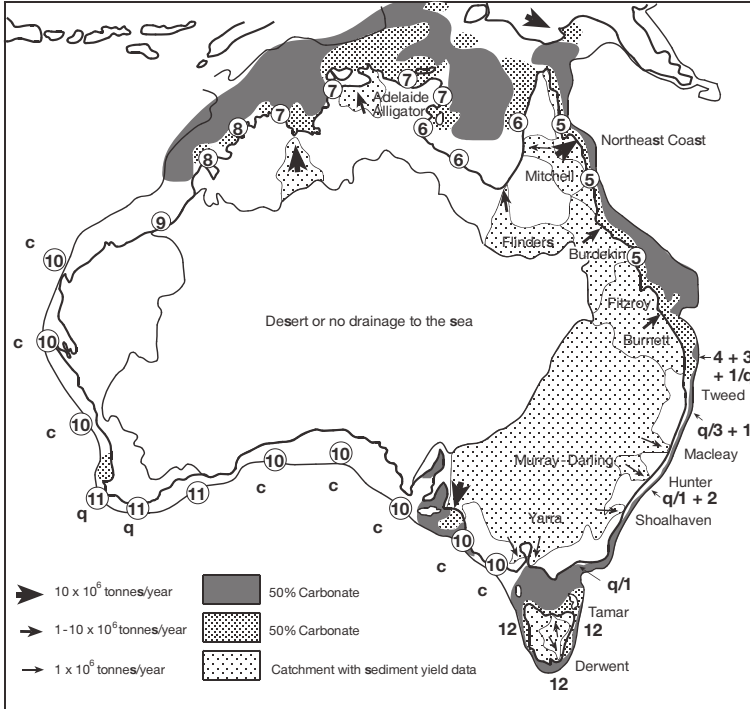 7
7
Adelaide
Alligator
7
7
8
6
5
Northeast Coast
8
6
Mitchell
5
9
Flinders
Burdekin
5
c
10
Fitzroy
Desert or no drainage to the sea
Burnett
c
10
4 + 3
+ 1/q
Tweed
10
c
q/3 + 1
Macleay
10
10
Murray-Darling
c
c
11
11
11
q
q
10
c
Hunter
q/1 + 2
Shoalhaven
Yarra
10
c
10
c
q/1
10 x 10⁶ tonnes/year
50% Carbonate
1-10 x 10⁶ tonnes/year
50% Carbonate
1 x 10⁶ tonnes/year
Catchment with sediment yield data
Tamar
12
12
Derwent
12